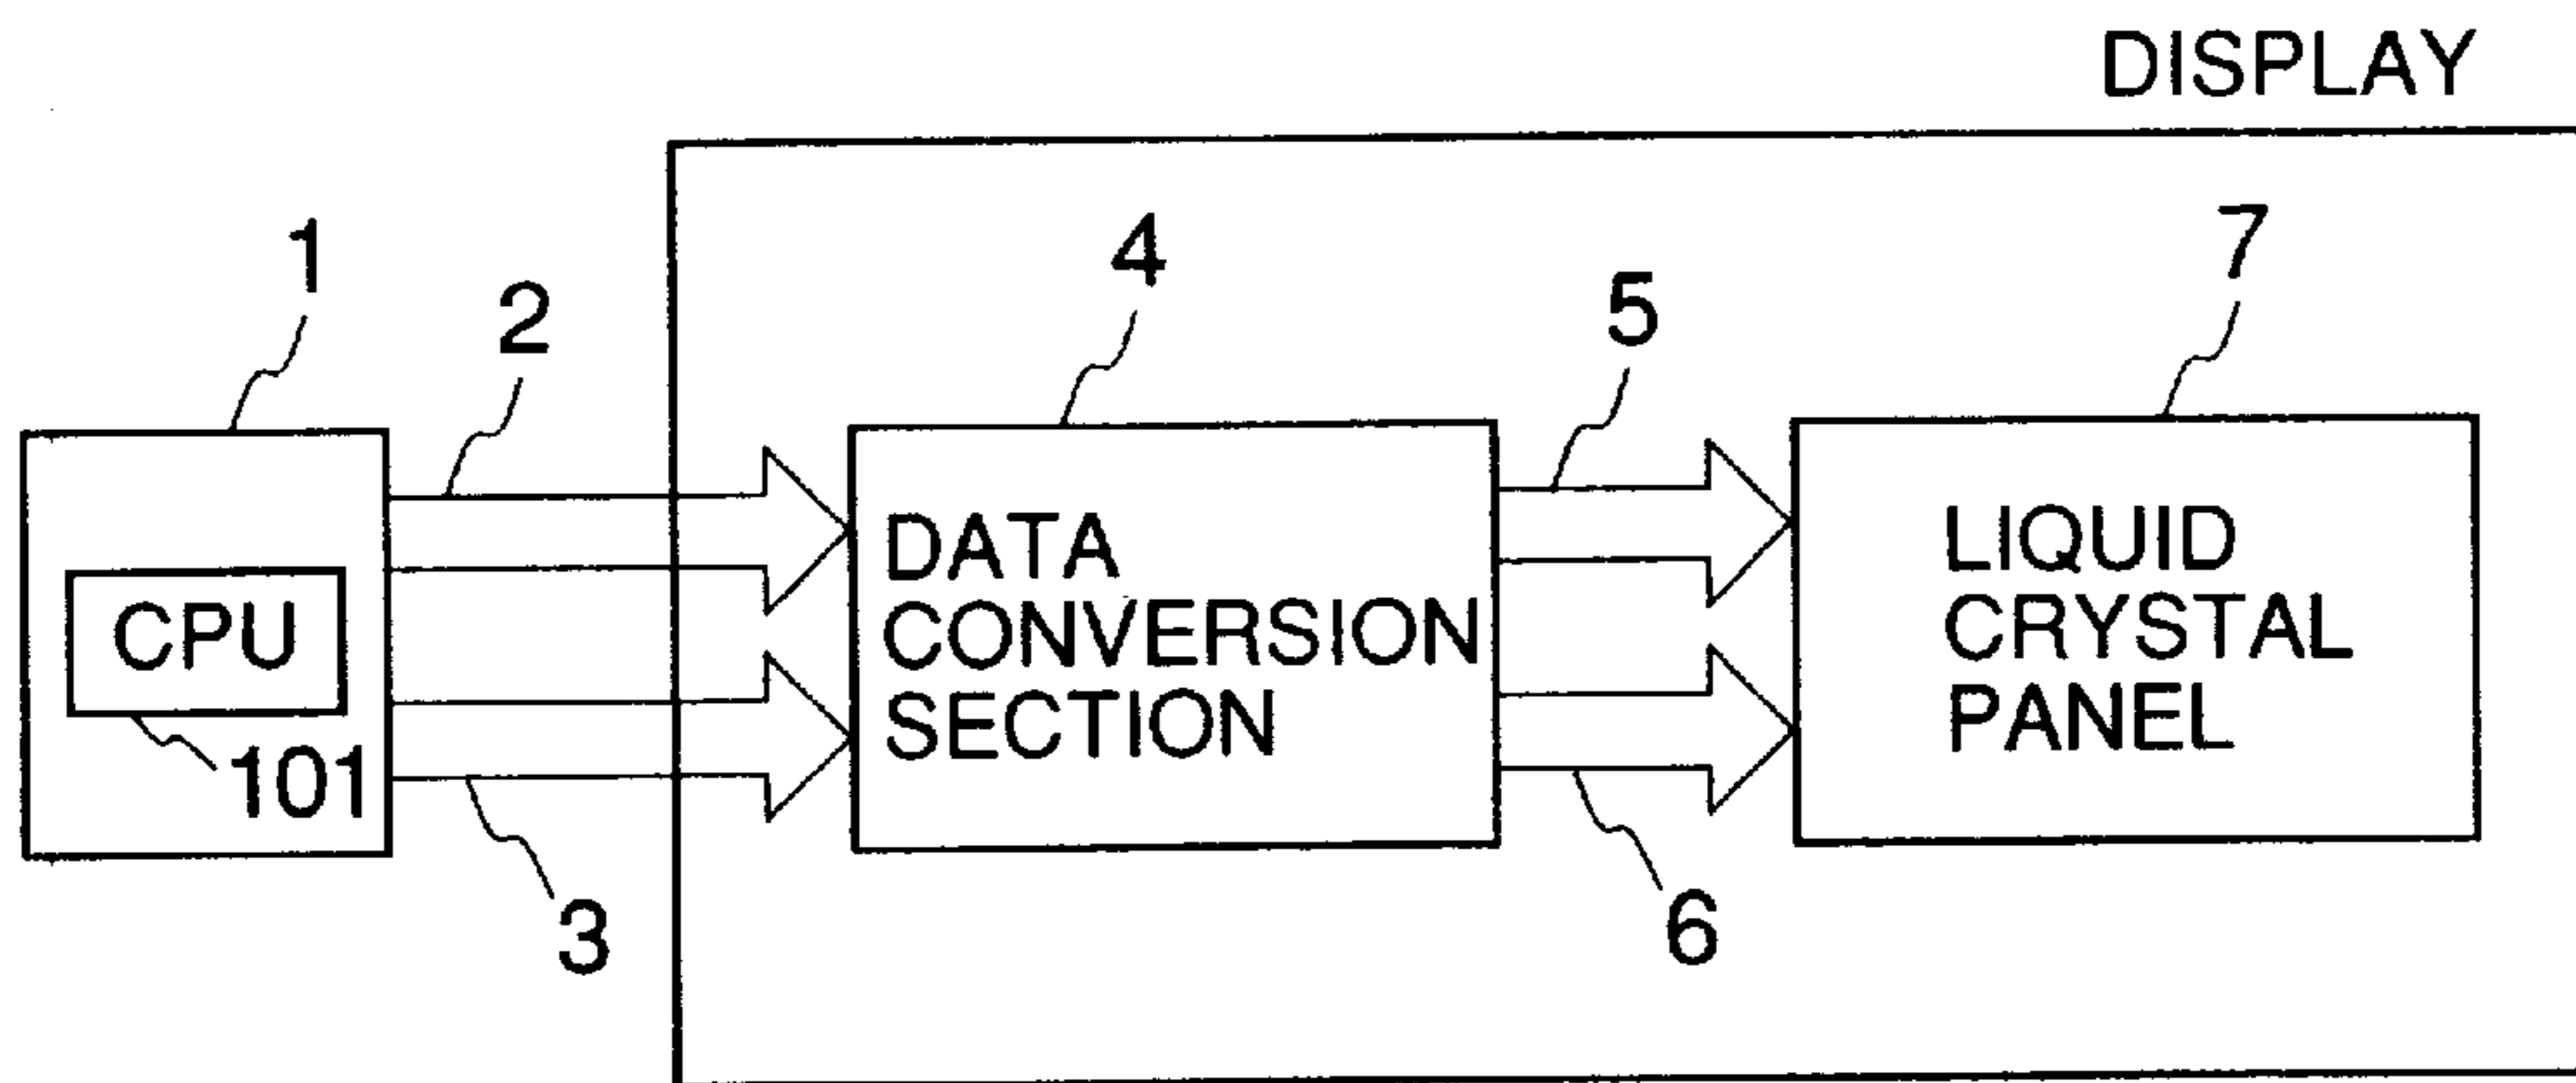 DISPLAY
1
2
4
5
7
CPU
101
3
DATA
CONVERSION
SECTION
6
LIQUID
CRYSTAL
PANEL